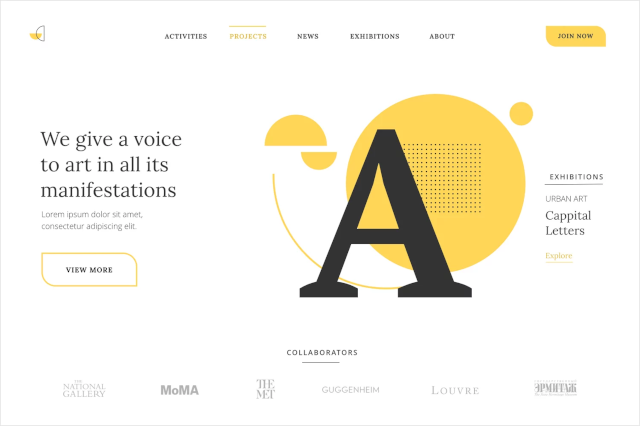 ACTIVITIES PROJECTS NEWS EXHIBITIONS ABOUT JOIN NOW
We give a voice
to art in all its
manifestations
Lorem ipsum dolor sit amet,
consectetur adipiscing elit.
VIEW MORE
A
EXHIBITIONS
URBAN ART
Cappital
Letters
Explore
COLLABORATORS
THE
NATIONAL
GALLERY
MoMA
THE
MET
GUGGENHEIM
LOUVRE
ЭРМИТАЖ